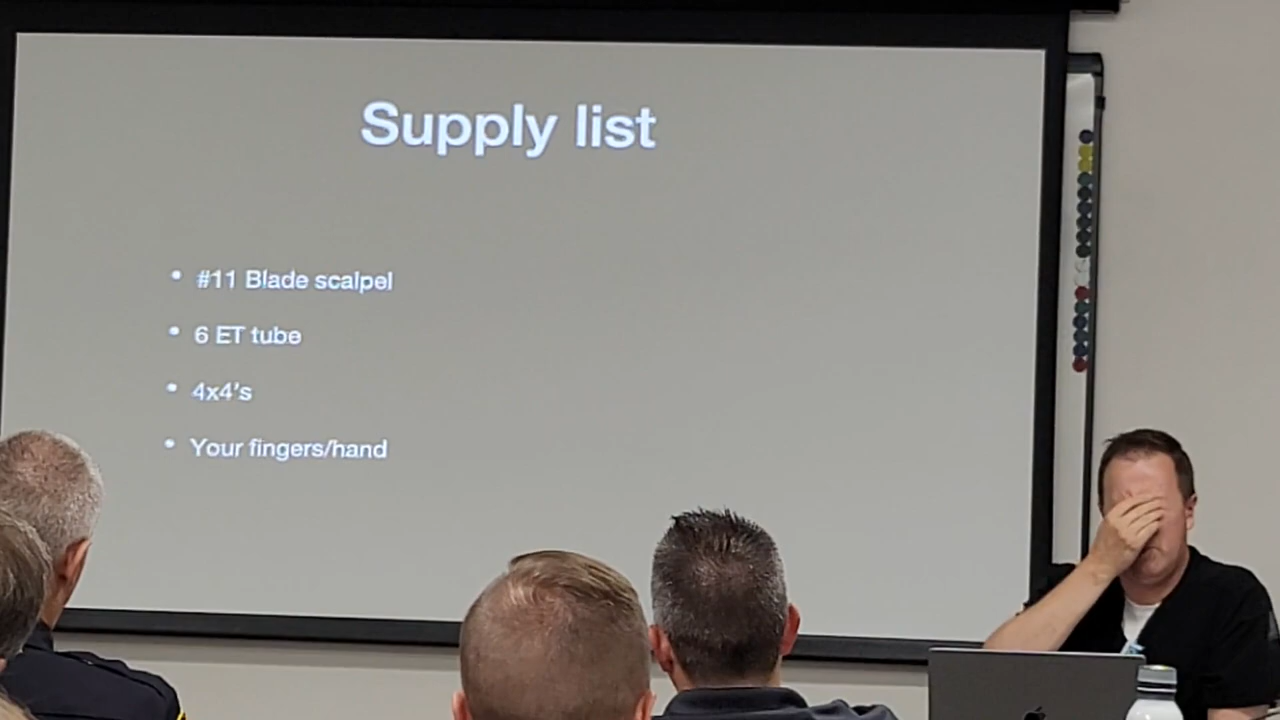 Supply list
• #11 Blade scalpel
• 6 ET tube
• 4x4's
• Your fingers/hand